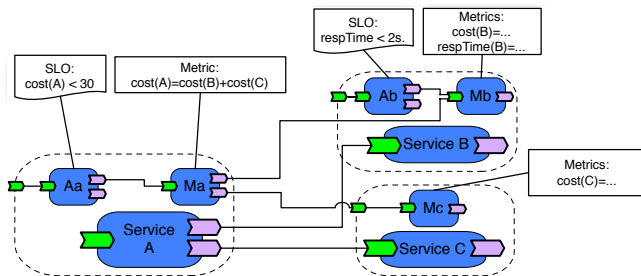 SLO:
respTime < 2s.
Metrics:
cost(B)=...
respTime(B)=...
SLO:
cost(A) < 30
Metric:
cost(A)=cost(B)+cost(C)
Ab
Mb
Service B
Aa
Ma
Service
A
Metrics:
cost(C)=...
Mc
Service C